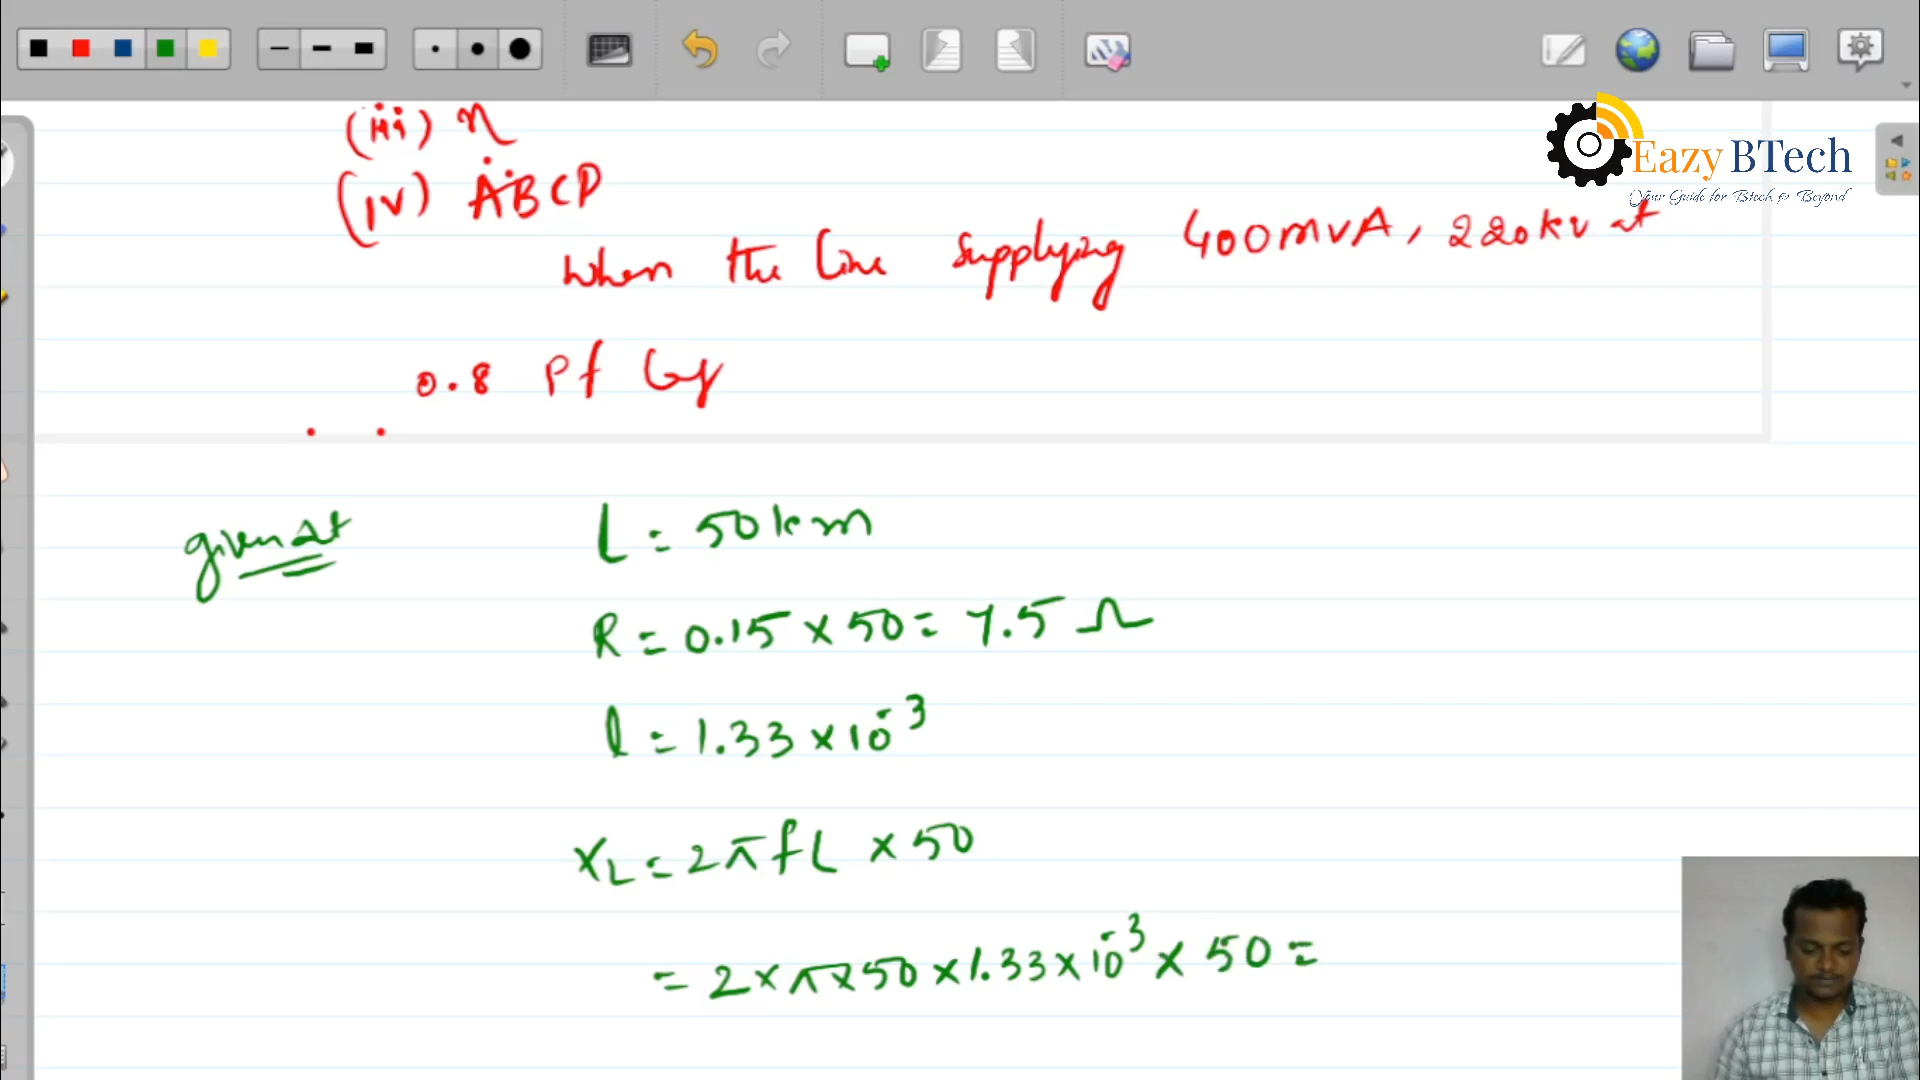 (iii) η
(iv) ABCD
Eazy BTech
Your Guide for Btech & Beyond
When the line supplying 400MVA, 220kv at
0.8 Pf lag
given dt
L = 50km
R = 0.15 × 50 = 7.5 Ω
l = 1.33 × 10⁻³
XL = 2πfL × 50
= 2 × π × 50 × 1.33 × 10⁻³ × 50 =